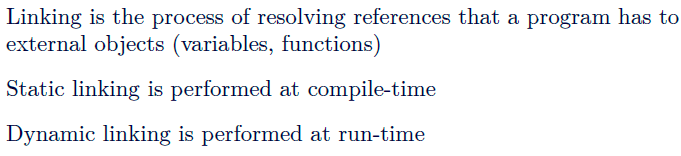 Linking is the process of resolving references that a program has to
external objects (variables, functions)
Static linking is performed at compile-time
Dynamic linking is performed at run-time